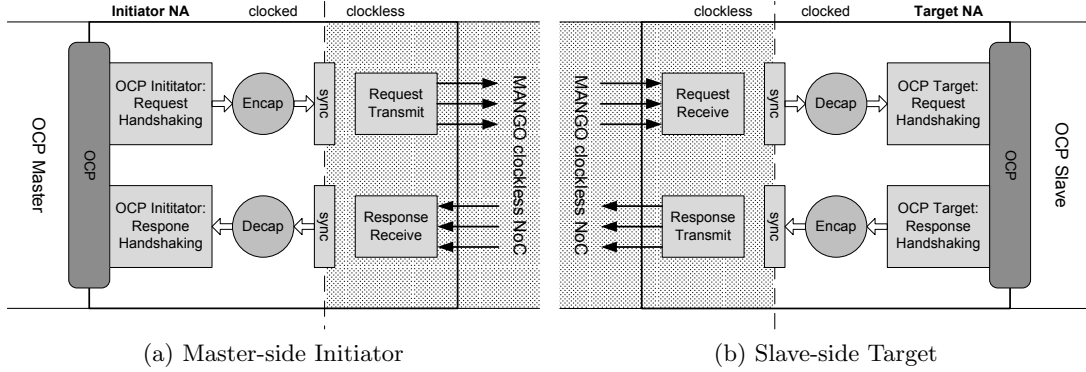 Initiator NA clocked clockless
OCP Inititator:
Request
Handshaking
Encap
sync
Request
Transmit
OCP Master
OCP
MANGO clockless NoC
OCP Inititator:
Respone
Handshaking
Decap
sync
Response
Receive
(a) Master-side Initiator
clockless clocked Target NA
MANGO clockless NoC
Request
Receive
sync
Decap
OCP Target:
Request
Handshaking
OCP
OCP Slave
Response
Transmit
sync
Encap
OCP Target:
Response
Handshaking
(b) Slave-side Target